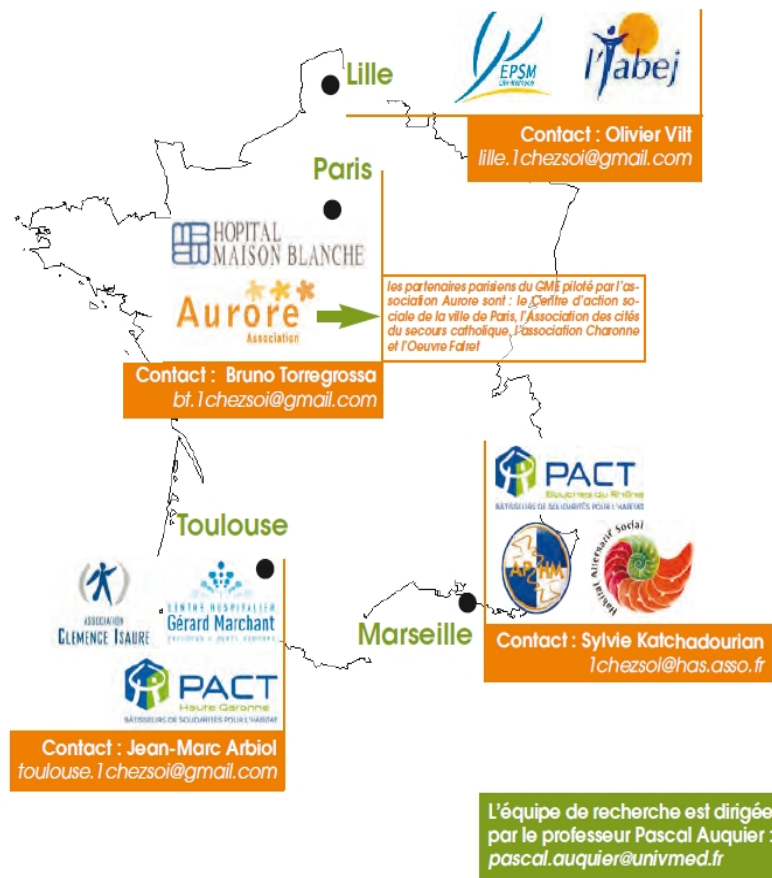 Lille
EPSM
l'Yabej
Contact : Olivier Vilt
lille.1chezsoi@gmail.com
Paris
HOPITAL
MAISON BLANCHE
Aurore
Association
les partenaires parisiens du GME piloté par l'as-
sociation Aurore sont : le Centre d'action so-
ciale de la ville de Paris, l'Association des cités
du secours catholique, l'association Charonne
et l'Oeuvre Falret
Contact : Bruno Torregrossa
bt.1chezsoi@gmail.com
PACT
Bouches du Rhône
BÂTISSEURS DE SOLIDARITÉS POUR L'HABITAT
AP HM
Habitat Alternatif Social
Marseille
Contact : Sylvie Katchadourian
1chezsoi@has.asso.fr
Toulouse
ASSOCIATION
CLEMENCE ISAURE
CENTRE HOSPITALIER
Gérard Marchant
PACT
Haute Garonne
BÂTISSEURS DE SOLIDARITÉS POUR L'HABITAT
Contact : Jean-Marc Arbiol
toulouse.1chezsoi@gmail.com
L'équipe de recherche est dirigée
par le professeur Pascal Auquier :
pascal.auquier@univmed.fr